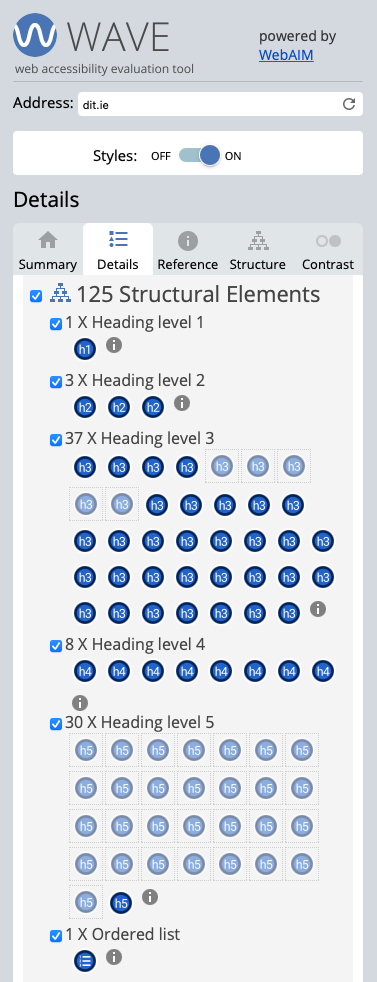 WAVE
web accessibility evaluation tool
powered by
WebAIM
Address: dit.ie
Styles: OFF ON
Details
Summary Details Reference Structure Contrast
125 Structural Elements
1 X Heading level 1
h1
3 X Heading level 2
h2 h2 h2
37 X Heading level 3
h3 h3 h3 h3 h3 h3 h3
h3 h3 h3 h3 h3 h3 h3
h3 h3 h3 h3 h3 h3 h3 h3
h3 h3 h3 h3 h3 h3 h3 h3
h3 h3 h3 h3 h3 h3 h3
8 X Heading level 4
h4 h4 h4 h4 h4 h4 h4 h4
30 X Heading level 5
h5 h5 h5 h5 h5 h5 h5
h5 h5 h5 h5 h5 h5 h5
h5 h5 h5 h5 h5 h5 h5
h5 h5 h5 h5 h5 h5 h5
h5 h5
1 X Ordered list